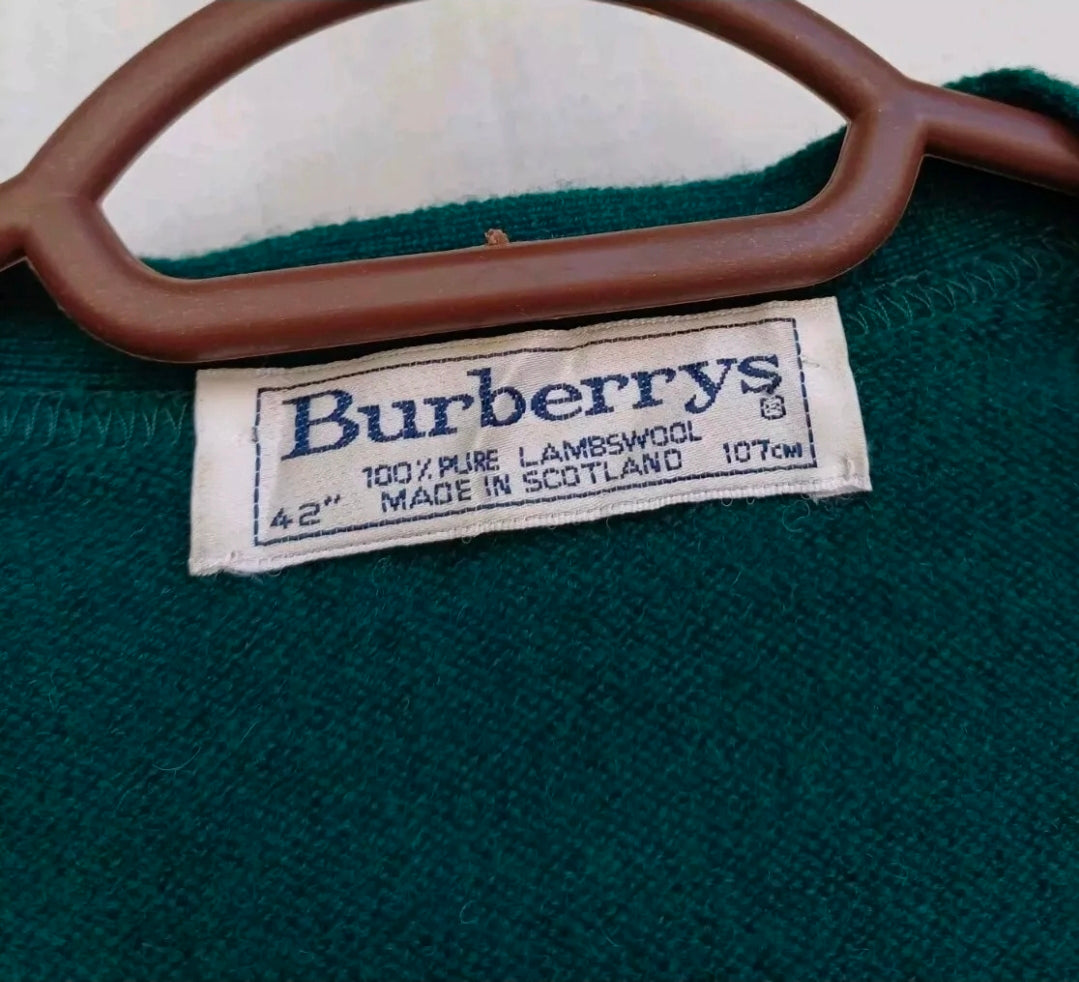 Burberrys
100% PURE LAMBSWOOL
42" MADE IN SCOTLAND 107CM